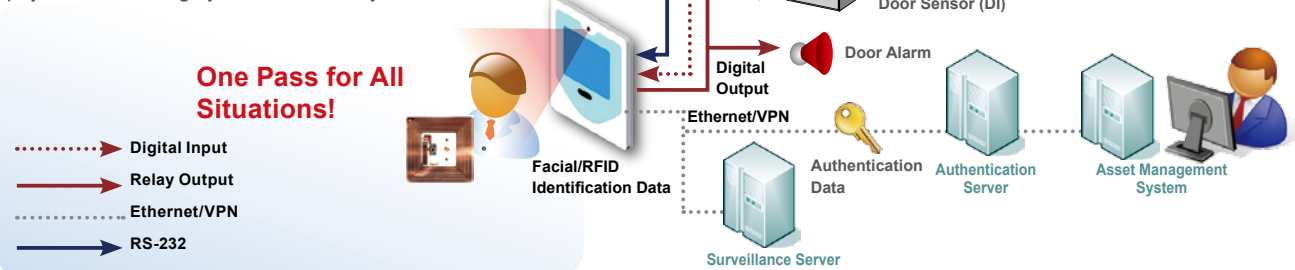 Door Sensor (DI)
One Pass for All
Situations!
Digital
Output
Door Alarm
Ethernet/VPN
Digital Input
Relay Output
Ethernet/VPN
RS-232
Facial/RFID
Identification Data
Authentication
Data
Authentication
Server
Asset Management
System
Surveillance Server